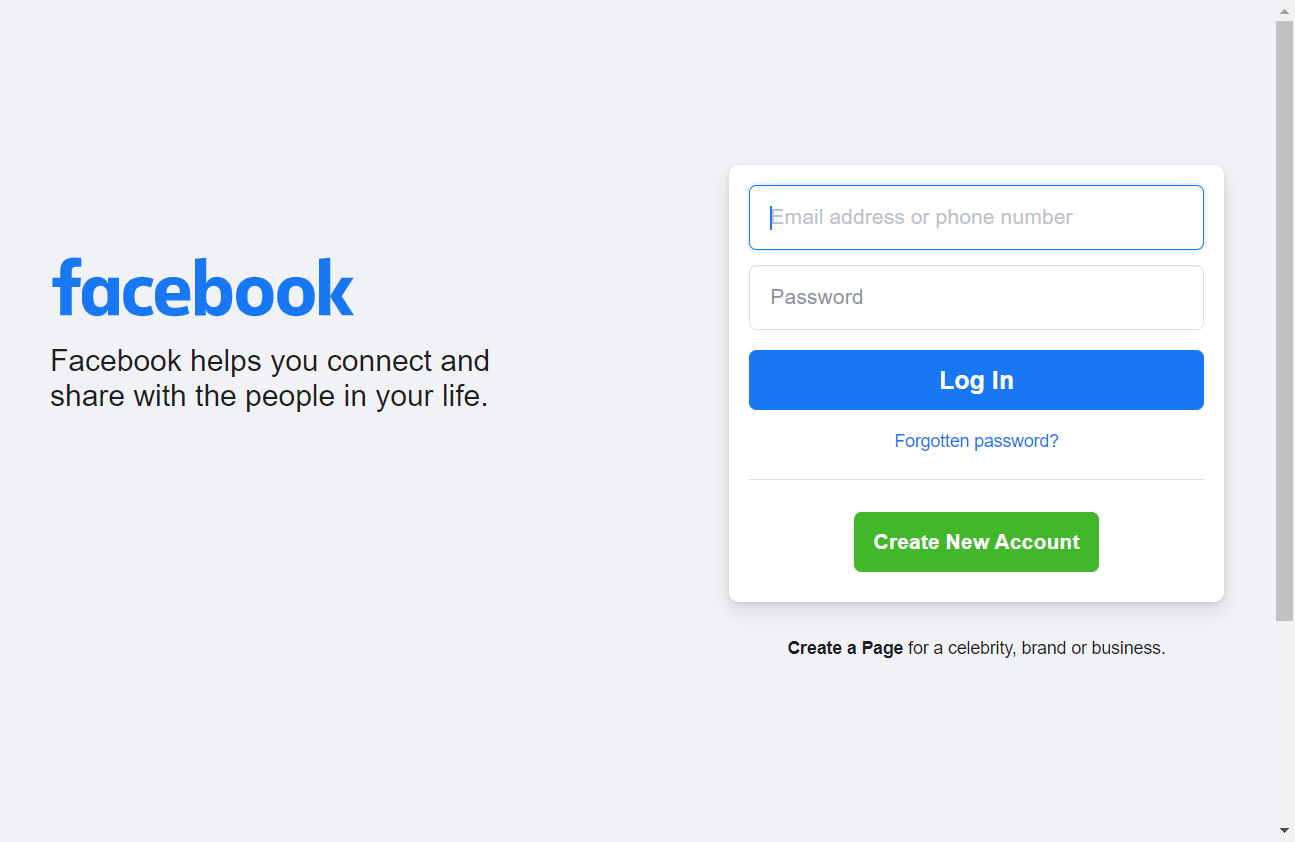 facebook
Facebook helps you connect and
share with the people in your life.
Email address or phone number
Password
Log In
Forgotten password?
Create New Account
Create a Page for a celebrity, brand or business.